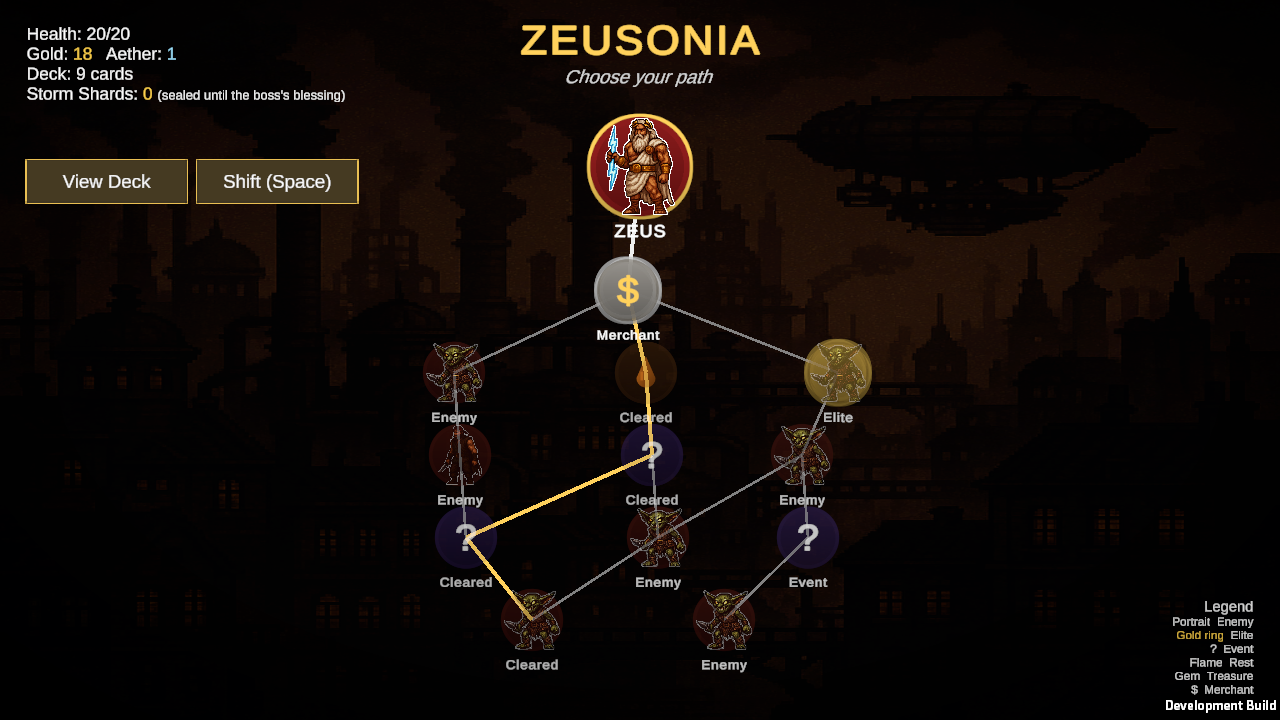 Health: 20/20
Gold: 18 Aether: 1
Deck: 9 cards
Storm Shards: 0 (sealed until the boss's blessing)
ZEUSONIA
Choose your path
View Deck
Shift (Space)
ZEUS
$
Merchant
Enemy
Cleared
Elite
?
Enemy
Cleared
Enemy
?
?
Cleared
Enemy
Event
Cleared
Enemy
Legend
Portrait Enemy
Gold ring Elite
? Event
Flame Rest
Gem Treasure
$ Merchant
Development Build